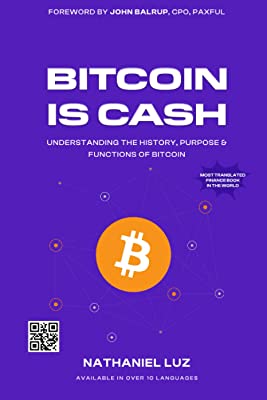 FOREWORD BY JOHN BALRUP, CPO, PAXFUL
BITCOIN
IS CASH
UNDERSTANDING THE HISTORY, PURPOSE &
FUNCTIONS OF BITCOIN
MOST TRANSLATED
FINANCE BOOK
IN THE WORLD
NATHANIEL LUZ
AVAILABLE IN OVER 10 LANGUAGES